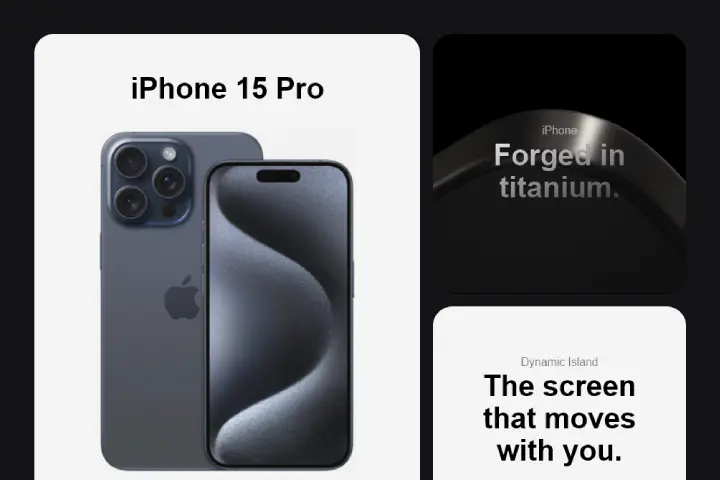 iPhone 15 Pro
iPhone
Forged in
titanium.
Dynamic Island
The screen
that moves
with you.